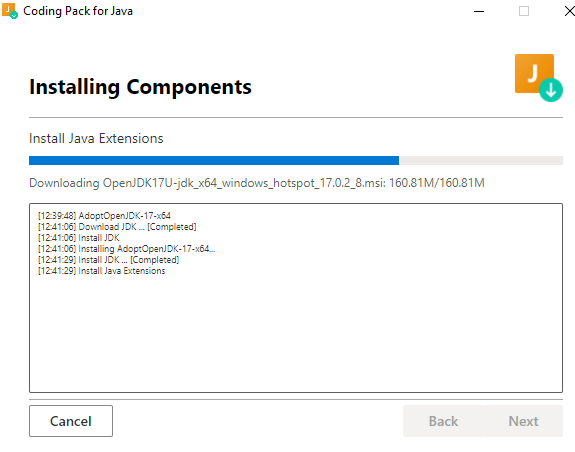 J
Coding Pack for Java
Installing Components
J
Install Java Extensions
Downloading OpenJDK17U-jdk_x64_windows_hotspot_17.0.2_8.msi: 160.81M/160.81M
[12:39:48] AdoptOpenJDK-17-x64
[12:41:06] Download JDK ... [Completed]
[12:41:06] Install JDK
[12:41:06] Installing AdoptOpenJDK-17-x64...
[12:41:29] Install JDK ... [Completed]
[12:41:29] Install Java Extensions
Cancel
Back
Next